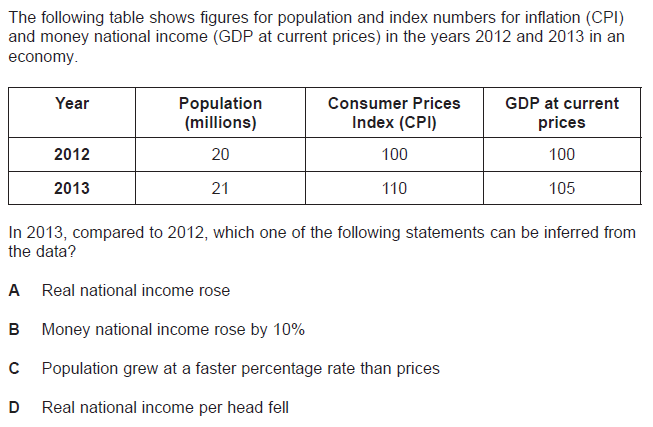 The following table shows figures for population and index numbers for inflation (CPI)
and money national income (GDP at current prices) in the years 2012 and 2013 in an
economy.
Year Population Consumer Prices GDP at current
(millions) Index (CPI) prices
2012 20 100 100
2013 21 110 105
In 2013, compared to 2012, which one of the following statements can be inferred from
the data?
A Real national income rose
B Money national income rose by 10%
C Population grew at a faster percentage rate than prices
D Real national income per head fell